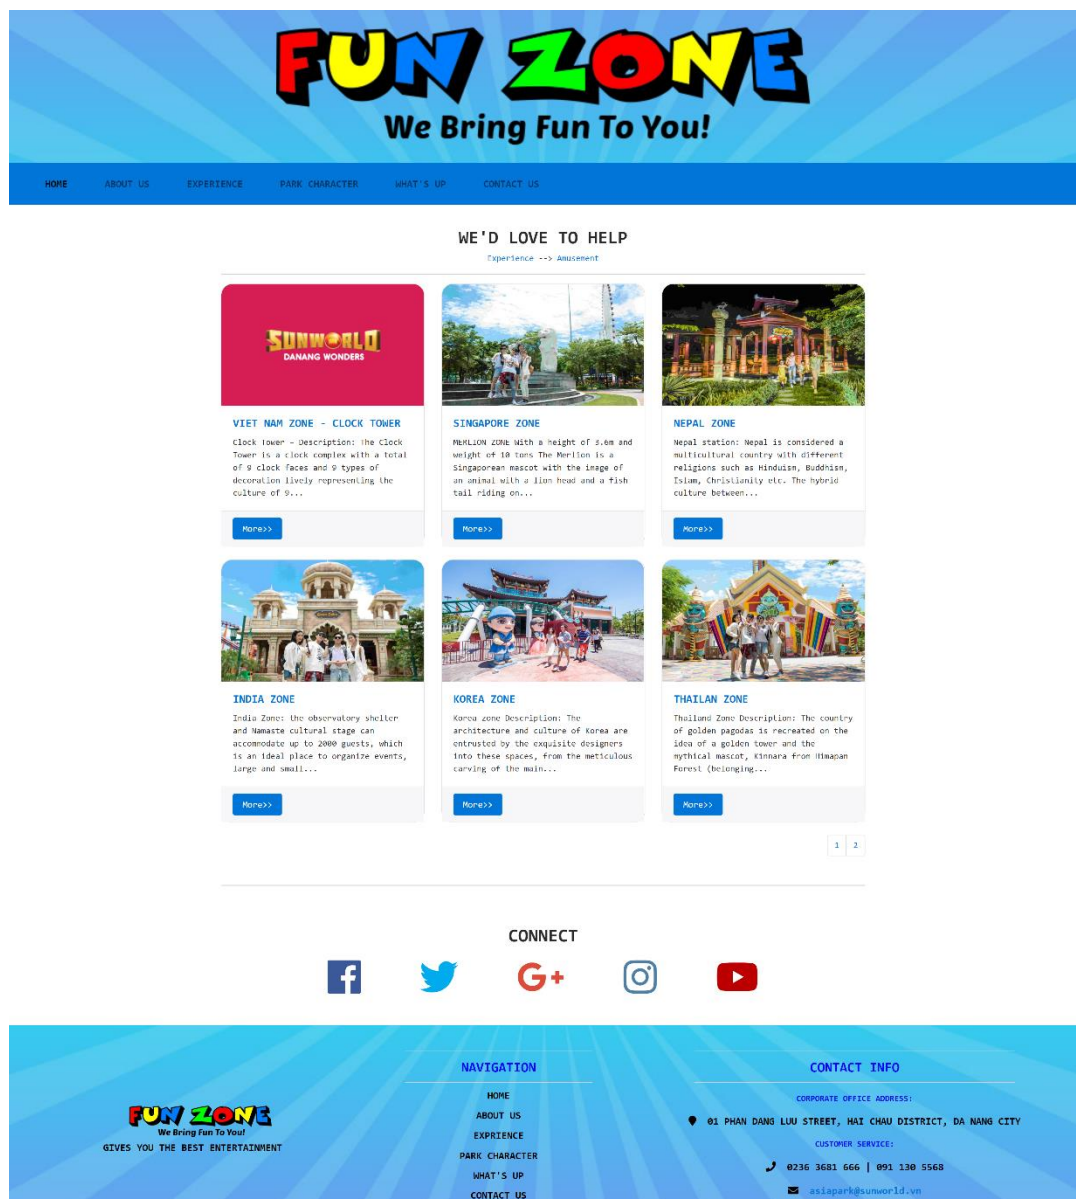 FUN ZONE
We Bring Fun To You!
HOME ABOUT US EXPERIENCE PARK CHARACTER WHAT'S UP CONTACT US
WE'D LOVE TO HELP
Experience --> Amusement
SUNWORLD
DANANG WONDERS
VIET NAM ZONE - CLOCK TOWER
Clock Tower – Description: The Clock
Tower is a clock complex with a total
of 9 clock faces and 9 types of
decoration lively representing the
culture of 9...
More>>
SINGAPORE ZONE
MERLION ZONE With a height of 3.6m and
weight of 10 tons The Merlion is a
Singaporean mascot with the image of
an animal with a lion head and a fish
tail riding on...
More>>
NEPAL ZONE
Nepal station: Nepal is considered a
multicultural country with different
religions such as Hinduism, Buddhism,
Islam, Christianity etc. The hybrid
culture between...
More>>
INDIA ZONE
India Zone: the observatory shelter
and Namaste cultural stage can
accommodate up to 2000 guests, which
is an ideal place to organize events,
large and small...
More>>
KOREA ZONE
Korea zone Description: The
architecture and culture of Korea are
entrusted by the exquisite designers
into these spaces, from the meticulous
carving of the main...
More>>
THAILAN ZONE
Thailand Zone Description: The country
of golden pagodas is recreated on the
idea of a golden tower and the
mythical mascot, Kinnara from Himapan
Forest (belonging...
More>>
1 2
CONNECT
FUN ZONE
We Bring Fun To You!
GIVES YOU THE BEST ENTERTAINMENT
NAVIGATION
HOME
ABOUT US
EXPRIENCE
PARK CHARACTER
WHAT'S UP
CONTACT US
CONTACT INFO
CORPORATE OFFICE ADDRESS:
01 PHAN DANG LUU STREET, HAI CHAU DISTRICT, DA NANG CITY
CUSTOMER SERVICE:
0236 3681 666 | 091 130 5568
asiapark@sunworld.vn